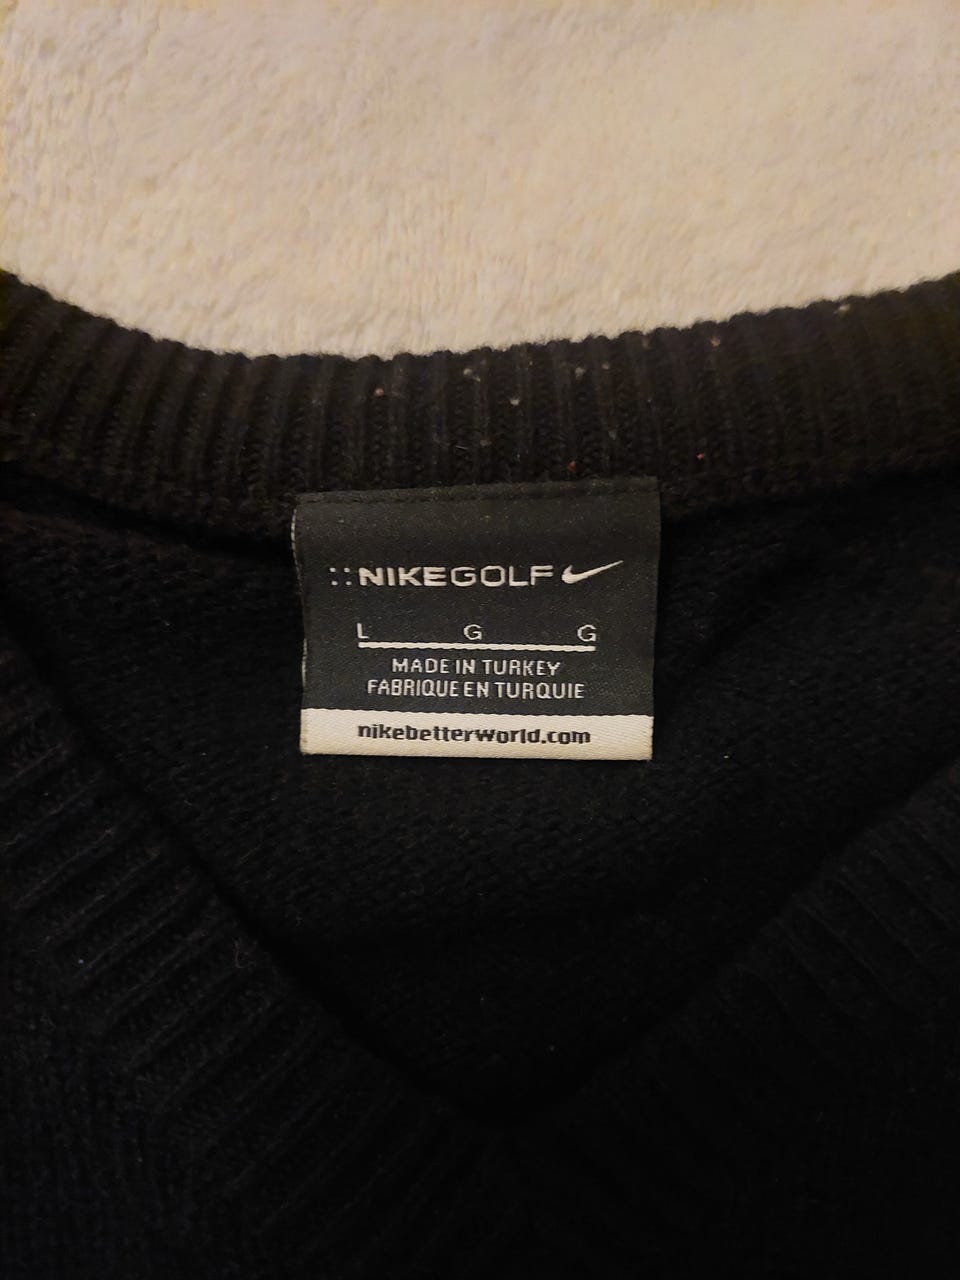 ::NIKEGOLF
L G G
MADE IN TURKEY
FABRIQUE EN TURQUIE
nikebetterworld.com